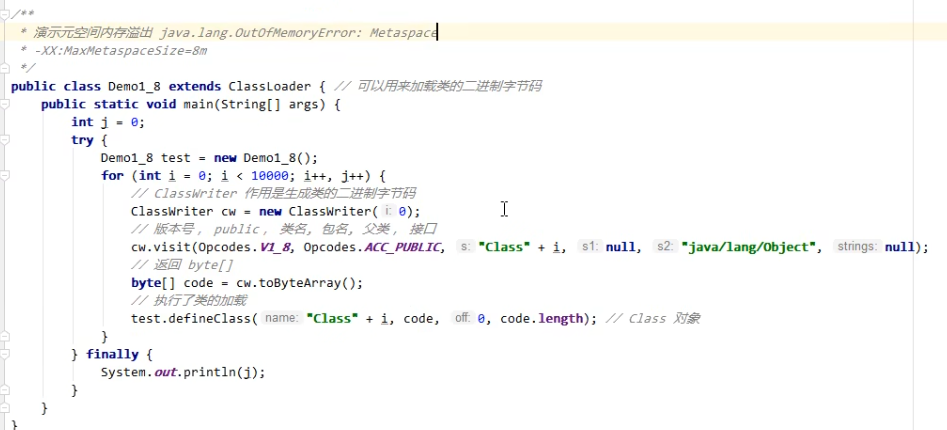 /**
 * 演示元空间内存溢出 java.lang.OutOfMemoryError: Metaspace
 * -XX:MaxMetaspaceSize=8m
 */
public class Demo1_8 extends ClassLoader { // 可以用来加载类的二进制字节码
    public static void main(String[] args) {
        int j = 0;
        try {
            Demo1_8 test = new Demo1_8();
            for (int i = 0; i < 10000; i++, j++) {
                // ClassWriter 作用是生成类的二进制字节码
                ClassWriter cw = new ClassWriter( i: 0);
                // 版本号， public， 类名, 包名, 父类， 接口
                cw.visit(Opcodes.V1_8, Opcodes.ACC_PUBLIC, s: "Class" + i, s1: null, s2: "java/lang/Object", strings: null);
                // 返回 byte[]
                byte[] code = cw.toByteArray();
                // 执行了类的加载
                test.defineClass( name: "Class" + i, code, off: 0, code.length); // Class 对象
            }
        } finally {
            System.out.println(j);
        }
    }
}